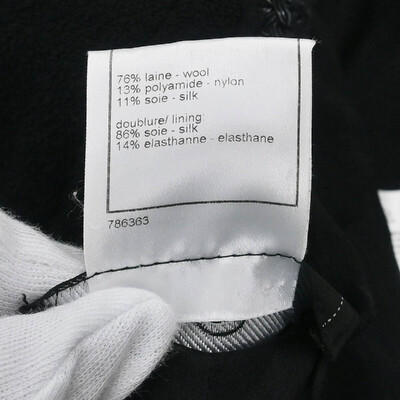 76% laine - wool
13% polyamide - nylon
11% soie - silk
doublure/ lining
86% soie - silk
14% elasthanne - elasthane
786363